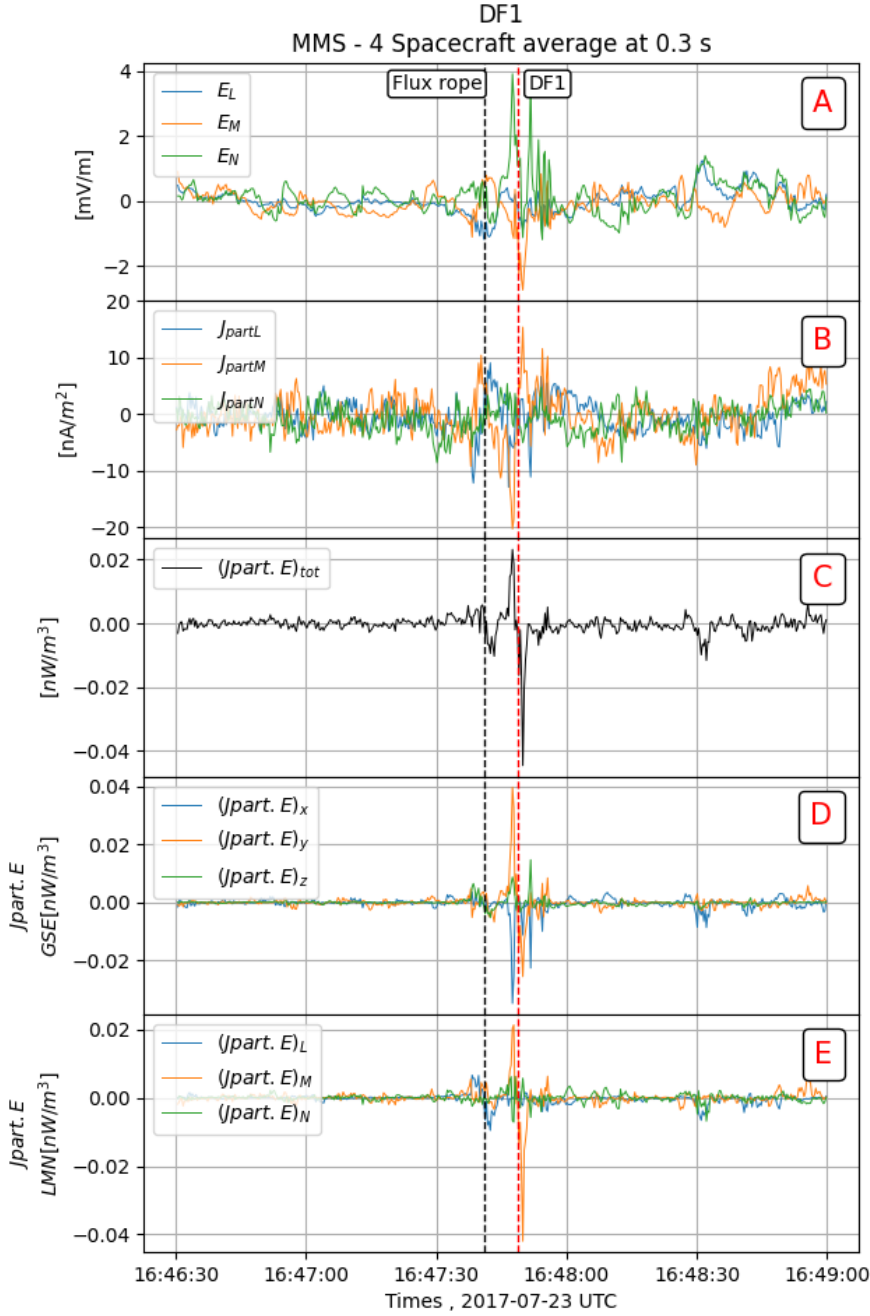 DF1
MMS - 4 Spacecraft average at 0.3 s
4
2
0
−2
[mV/m]
E_L
E_M
E_N
Flux rope
DF1
A
20
10
0
−10
−20
[nA/m²]
J_partL
J_partM
J_partN
B
0.02
0.00
−0.02
−0.04
[nW/m³]
(Jpart. E)_tot
C
0.04
0.02
0.00
−0.02
Jpart. E
GSE[nW/m³]
(Jpart. E)_x
(Jpart. E)_y
(Jpart. E)_z
D
0.02
0.00
−0.02
−0.04
Jpart. E
LMN[nW/m³]
(Jpart. E)_L
(Jpart. E)_M
(Jpart. E)_N
E
16:46:30 16:47:00 16:47:30 16:48:00 16:48:30 16:49:00
Times , 2017-07-23 UTC